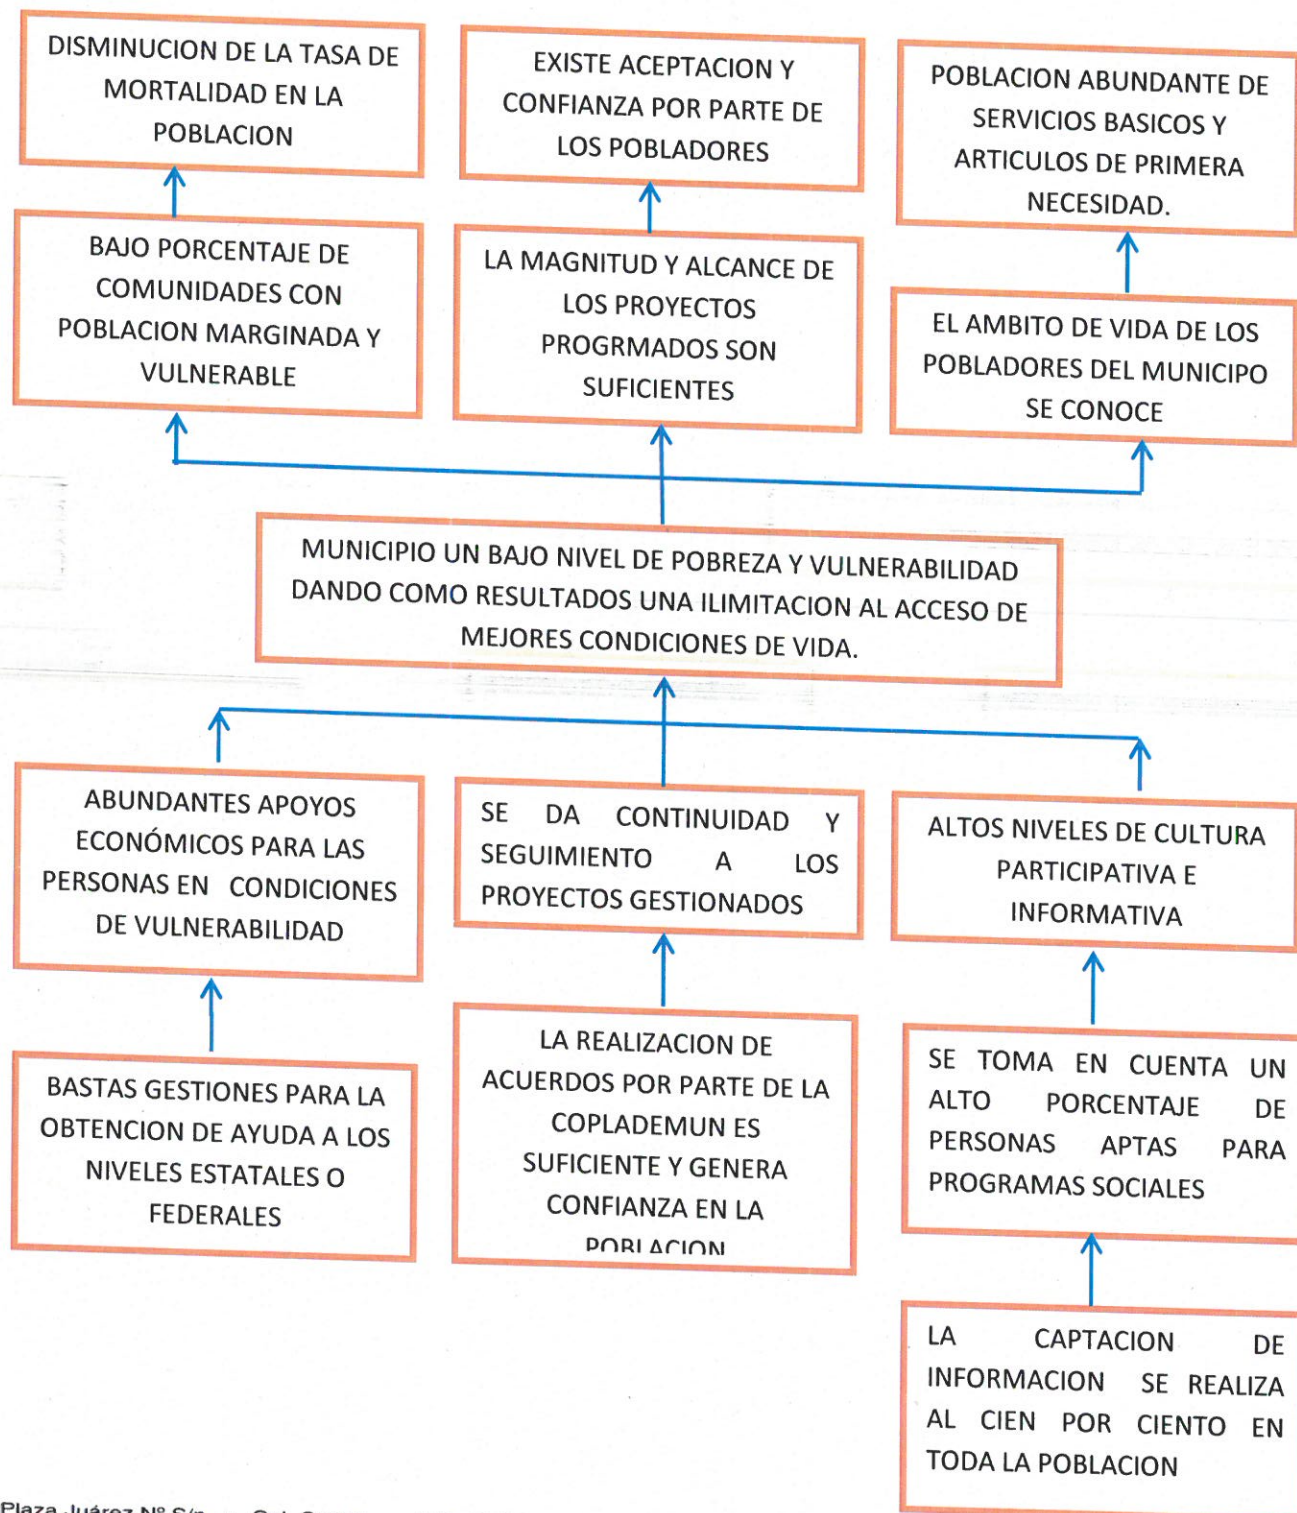 DISMINUCION DE LA TASA DE
MORTALIDAD EN LA
POBLACION
EXISTE ACEPTACION Y
CONFIANZA POR PARTE DE
LOS POBLADORES
POBLACION ABUNDANTE DE
SERVICIOS BASICOS Y
ARTICULOS DE PRIMERA
NECESIDAD.
BAJO PORCENTAJE DE
COMUNIDADES CON
POBLACION MARGINADA Y
VULNERABLE
LA MAGNITUD Y ALCANCE DE
LOS PROYECTOS
PROGRMADOS SON
SUFICIENTES
EL AMBITO DE VIDA DE LOS
POBLADORES DEL MUNICIPO
SE CONOCE
MUNICIPIO UN BAJO NIVEL DE POBREZA Y VULNERABILIDAD
DANDO COMO RESULTADOS UNA ILIMITACION AL ACCESO DE
MEJORES CONDICIONES DE VIDA.
ABUNDANTES APOYOS
ECONÓMICOS PARA LAS
PERSONAS EN CONDICIONES
DE VULNERABILIDAD
SE DA CONTINUIDAD Y
SEGUIMIENTO A LOS
PROYECTOS GESTIONADOS
ALTOS NIVELES DE CULTURA
PARTICIPATIVA E
INFORMATIVA
BASTAS GESTIONES PARA LA
OBTENCION DE AYUDA A LOS
NIVELES ESTATALES O
FEDERALES
LA REALIZACION DE
ACUERDOS POR PARTE DE LA
COPLADEMUN ES
SUFICIENTE Y GENERA
CONFIANZA EN LA
POBLACION
SE TOMA EN CUENTA UN
ALTO PORCENTAJE DE
PERSONAS APTAS PARA
PROGRAMAS SOCIALES
LA CAPTACION DE
INFORMACION SE REALIZA
AL CIEN POR CIENTO EN
TODA LA POBLACION
Plaza Juárez Nº S/n